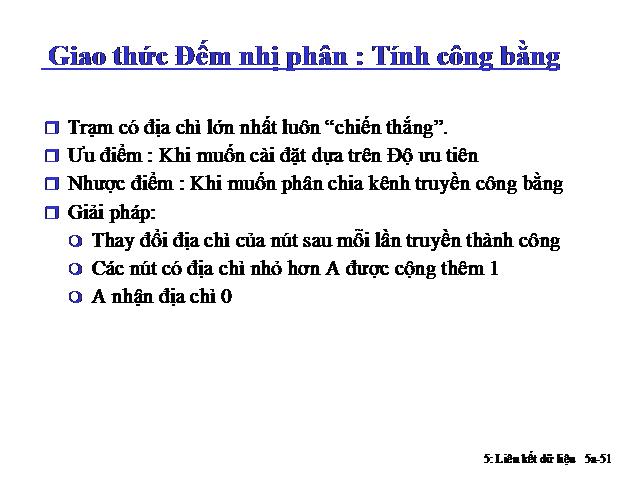 Giao thức Đếm nhị phân : Tính công bằng
Trạm có địa chỉ lớn nhất luôn “chiến thắng”.
Ưu điểm : Khi muốn cài đặt dựa trên Độ ưu tiên
Nhược điểm : Khi muốn phân chia kênh truyền công bằng
Giải pháp:
Thay đổi địa chỉ của nút sau mỗi lần truyền thành công
Các nút có địa chỉ nhỏ hơn A được cộng thêm 1
A nhận địa chỉ 0
5: Liên kết dữ liệu 5a-51